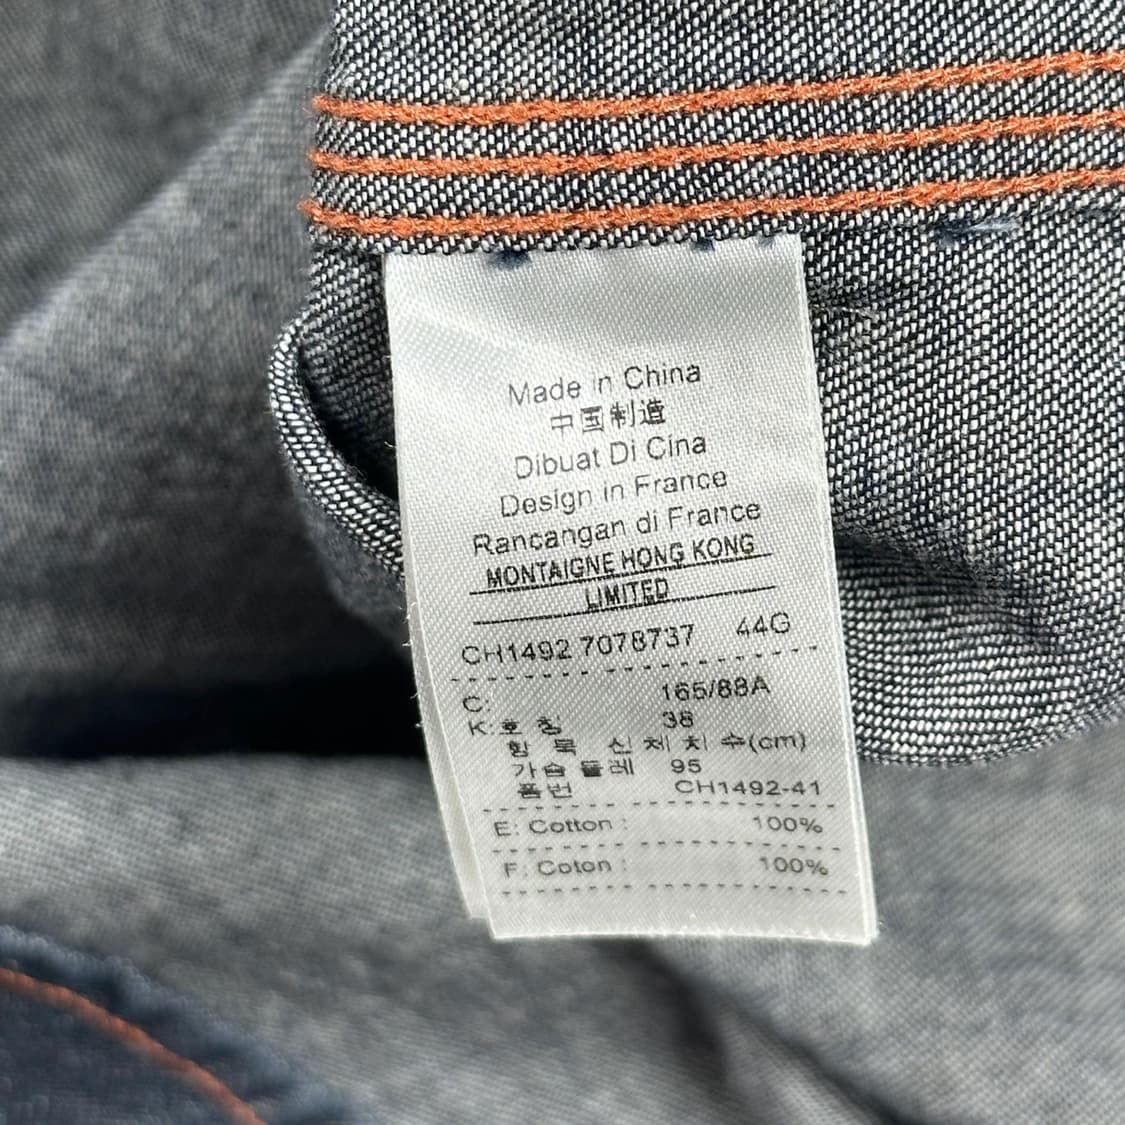 Made in China
中国制造
Dibuat Di Cina
Design in France
Rancangan di France
MONTAIGNE HONG KONG
LIMITED
CH1492 7078737 44G
C: 165/88A
K: 호 칭 38
항 목 신 체 치 수(cm)
가슴 둘레 95
품번 CH1492-41
E: Cotton : 100%
F: Coton : 100%